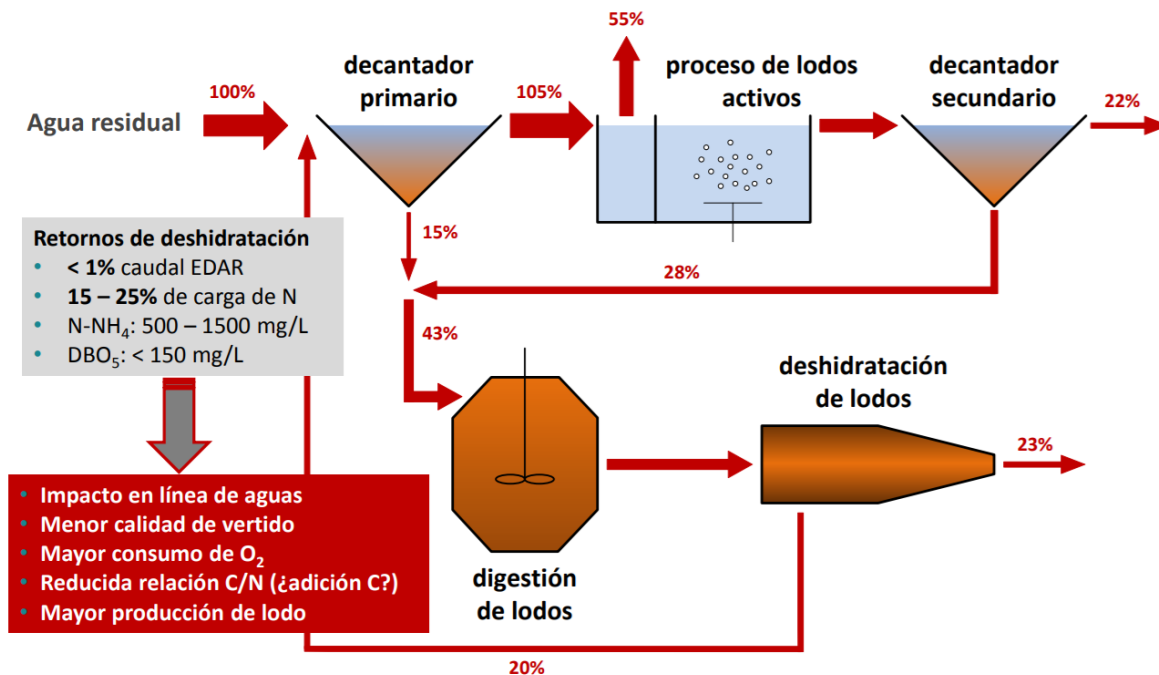 55%
decantador
primario
proceso de lodos
activos
decantador
secundario
100%
105%
22%
Agua residual
15%
28%
43%
Retornos de deshidratación
• < 1% caudal EDAR
• 15 – 25% de carga de N
• N-NH₄: 500 – 1500 mg/L
• DBO₅: < 150 mg/L
deshidratación
de lodos
23%
• Impacto en línea de aguas
• Menor calidad de vertido
• Mayor consumo de O₂
• Reducida relación C/N (¿adición C?)
• Mayor producción de lodo
digestión
de lodos
20%